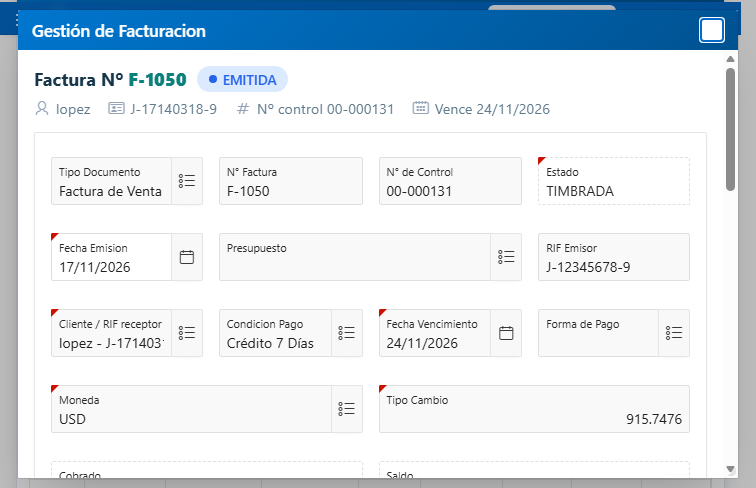 Gestión de Facturacion
Factura Nº F-1050 EMITIDA
lopez J-17140318-9 # Nº control 00-000131 Vence 24/11/2026
Tipo Documento
Factura de Venta
N° Factura
F-1050
N° de Control
00-000131
Estado
TIMBRADA
Fecha Emision
17/11/2026
Presupuesto
RIF Emisor
J-12345678-9
Cliente / RIF receptor
lopez - J-171403
Condicion Pago
Crédito 7 Días
Fecha Vencimiento
24/11/2026
Forma de Pago
Moneda
USD
Tipo Cambio
915.7476
Cobrado
Saldo